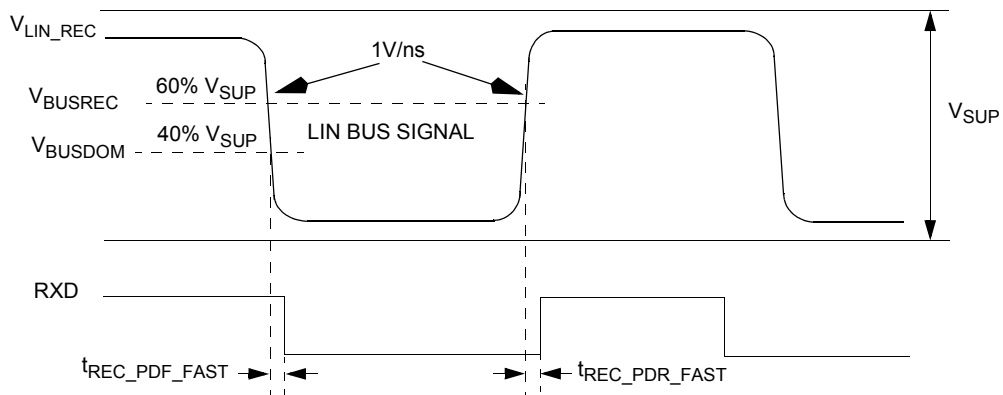 V_LIN_REC
1V/ns
60% V_SUP
V_BUSREC
V_SUP
40% V_SUP
LIN BUS SIGNAL
V_BUSDOM
RXD
t_REC_PDF_FAST
t_REC_PDR_FAST